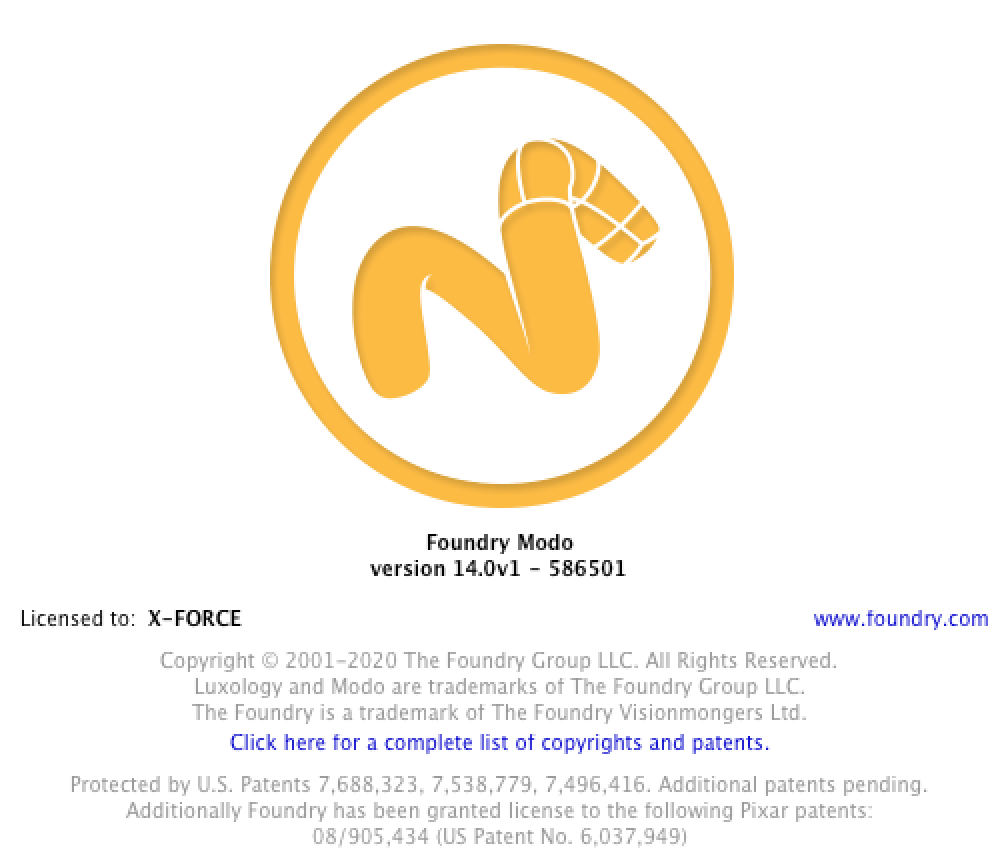 Foundry Modo
version 14.0v1 - 586501
Licensed to: X-FORCE
www.foundry.com
Copyright © 2001-2020 The Foundry Group LLC. All Rights Reserved.
Luxology and Modo are trademarks of The Foundry Group LLC.
The Foundry is a trademark of The Foundry Visionmongers Ltd.
Click here for a complete list of copyrights and patents.
Protected by U.S. Patents 7,688,323, 7,538,779, 7,496,416. Additional patents pending.
Additionally Foundry has been granted license to the following Pixar patents:
08/905,434 (US Patent No. 6,037,949)